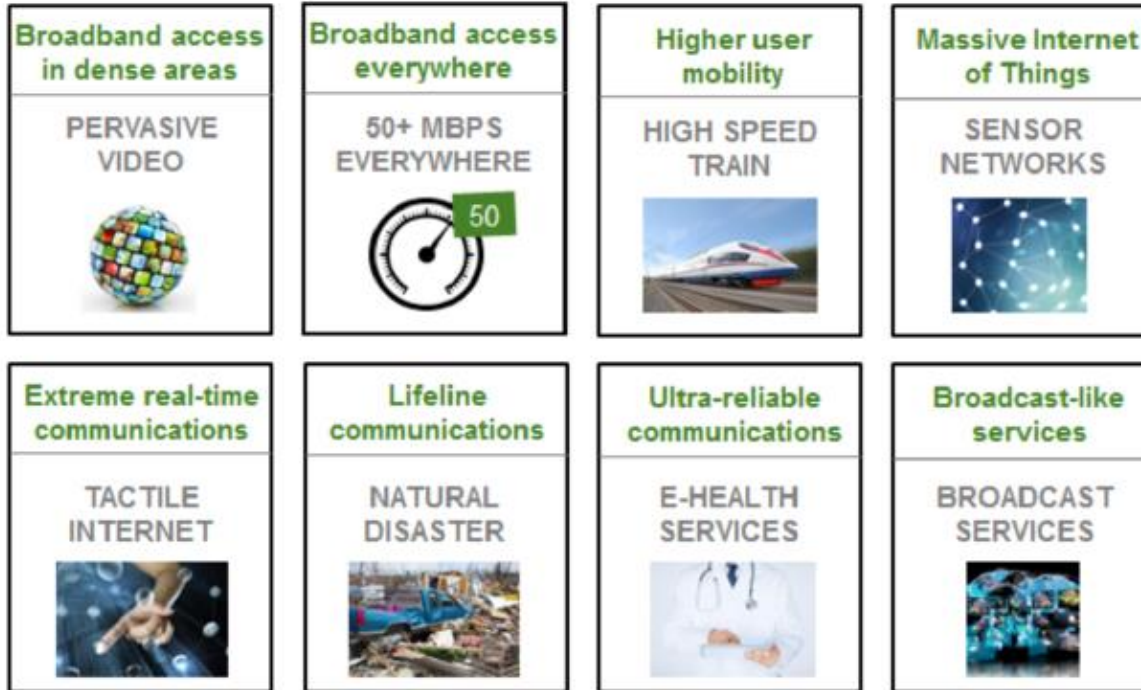 Broadband access
in dense areas
PERVASIVE
VIDEO
Broadband access
everywhere
50+ MBPS
EVERYWHERE
50
Higher user
mobility
HIGH SPEED
TRAIN
Massive Internet
of Things
SENSOR
NETWORKS
Extreme real-time
communications
TACTILE
INTERNET
Lifeline
communications
NATURAL
DISASTER
Ultra-reliable
communications
E-HEALTH
SERVICES
Broadcast-like
services
BROADCAST
SERVICES